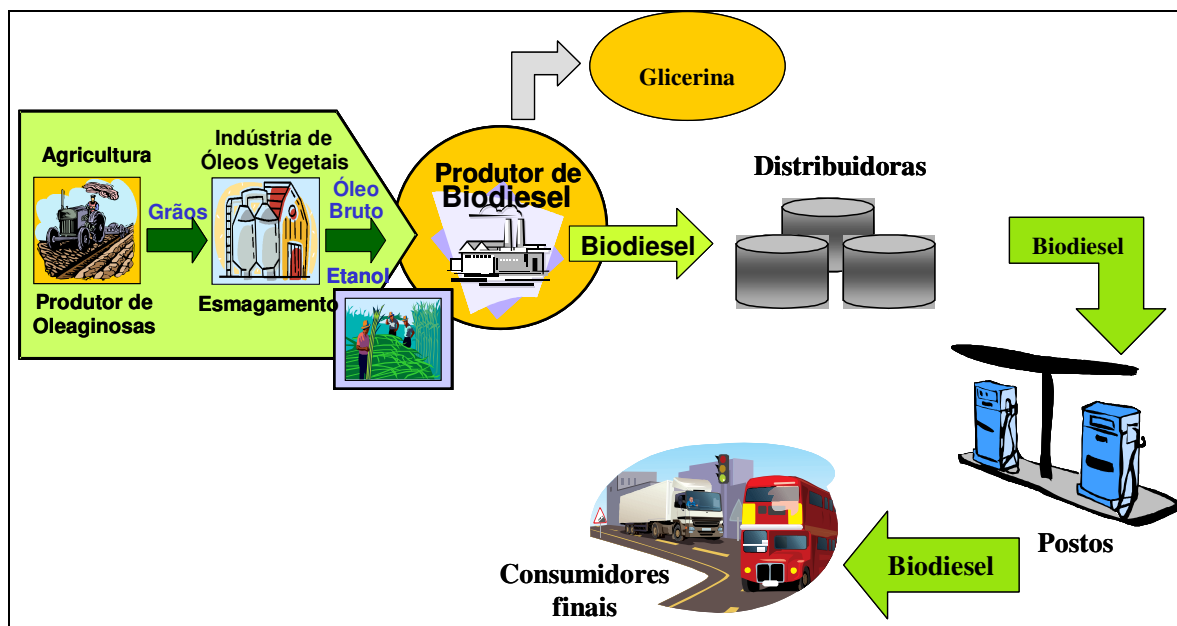 Glicerina
Agricultura
Produtor de
Oleaginosas
Grãos
Indústria de
Óleos Vegetais
Esmagamento
Óleo
Bruto
Etanol
Produtor de
Biodiesel
Biodiesel
Distribuidoras
Biodiesel
Postos
Biodiesel
Consumidores
finais